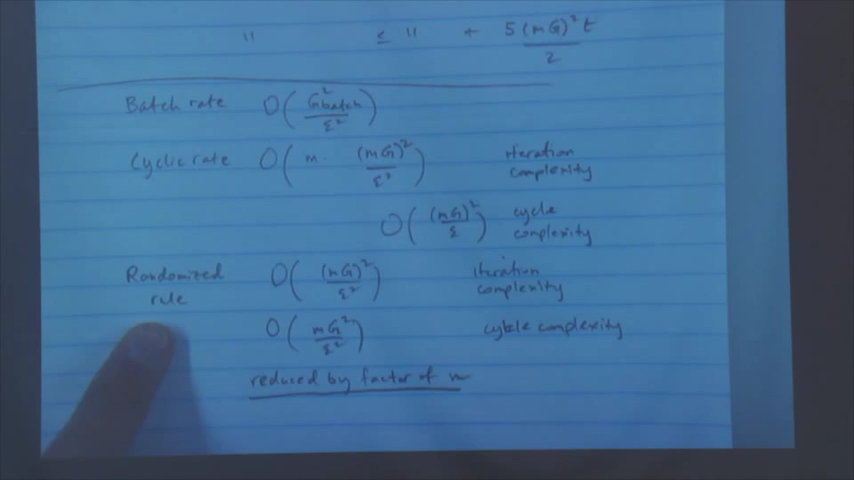 " ≤ " + 5(mG)²t / 2
Batch rate O( G²batch / ε² )
Cyclic rate O( m · (mG)² / ε² ) iteration complexity
O( (mG)² / ε ) cycle complexity
Randomized rule O( (mG)² / ε² ) iteration complexity
O( mG² / ε² ) cycle complexity
reduced by factor of m